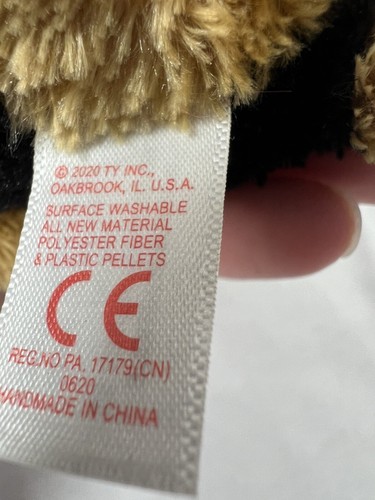 © 2020 TY INC.,
OAKBROOK, IL. U.S.A.
SURFACE WASHABLE
ALL NEW MATERIAL
POLYESTER FIBER
& PLASTIC PELLETS
CE
REG.NO PA. 17179(CN)
0620
HANDMADE IN CHINA